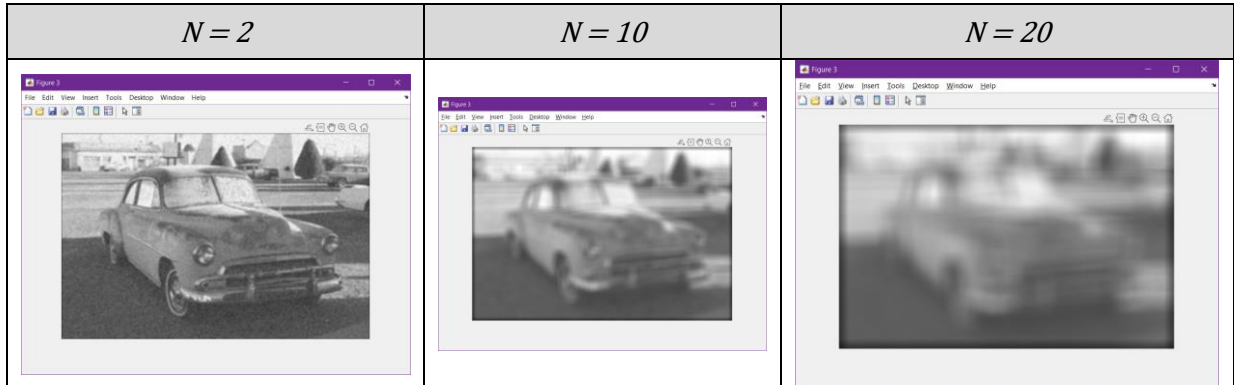 N = 2
N = 10
N = 20
Figure 3
File Edit View Insert Tools Desktop Window Help
Figure 3
File Edit View Insert Tools Desktop Window Help
Figure 3
File Edit View Insert Tools Desktop Window Help